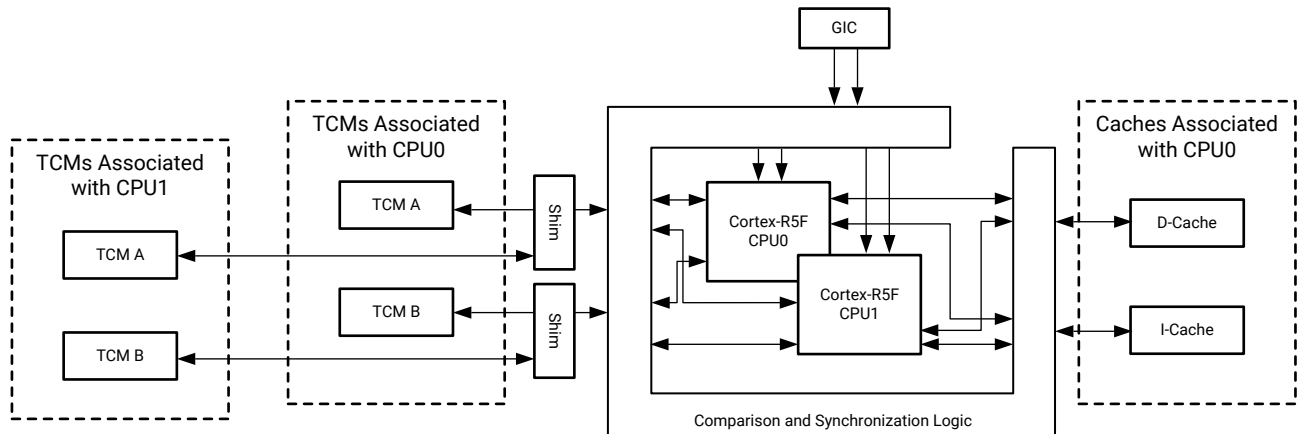 GIC
TCMs Associated
with CPU1
TCM A
TCM B
TCMs Associated
with CPU0
TCM A
TCM B
Shim
Shim
Cortex-R5F
CPU0
Cortex-R5F
CPU1
Comparison and Synchronization Logic
Caches Associated
with CPU0
D-Cache
I-Cache